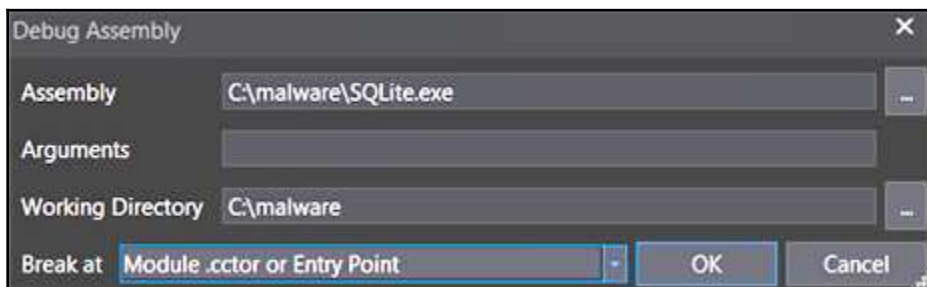 Debug Assembly
Assembly C:\malware\SQLite.exe ...
Arguments
Working Directory C:\malware ...
Break at Module .cctor or Entry Point OK Cancel